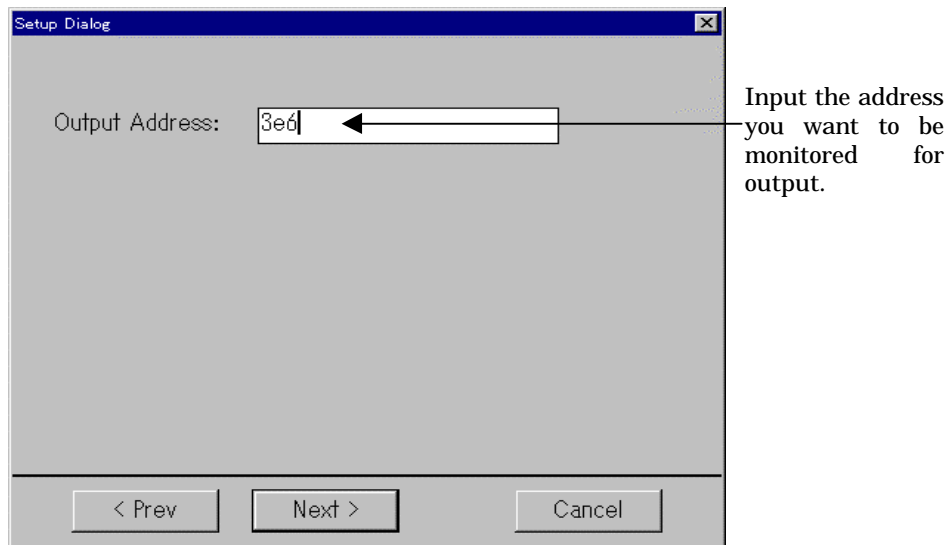 Setup Dialog
Output Address:
3e6
Input the address
you want to be
monitored for
output.
< Prev
Next >
Cancel